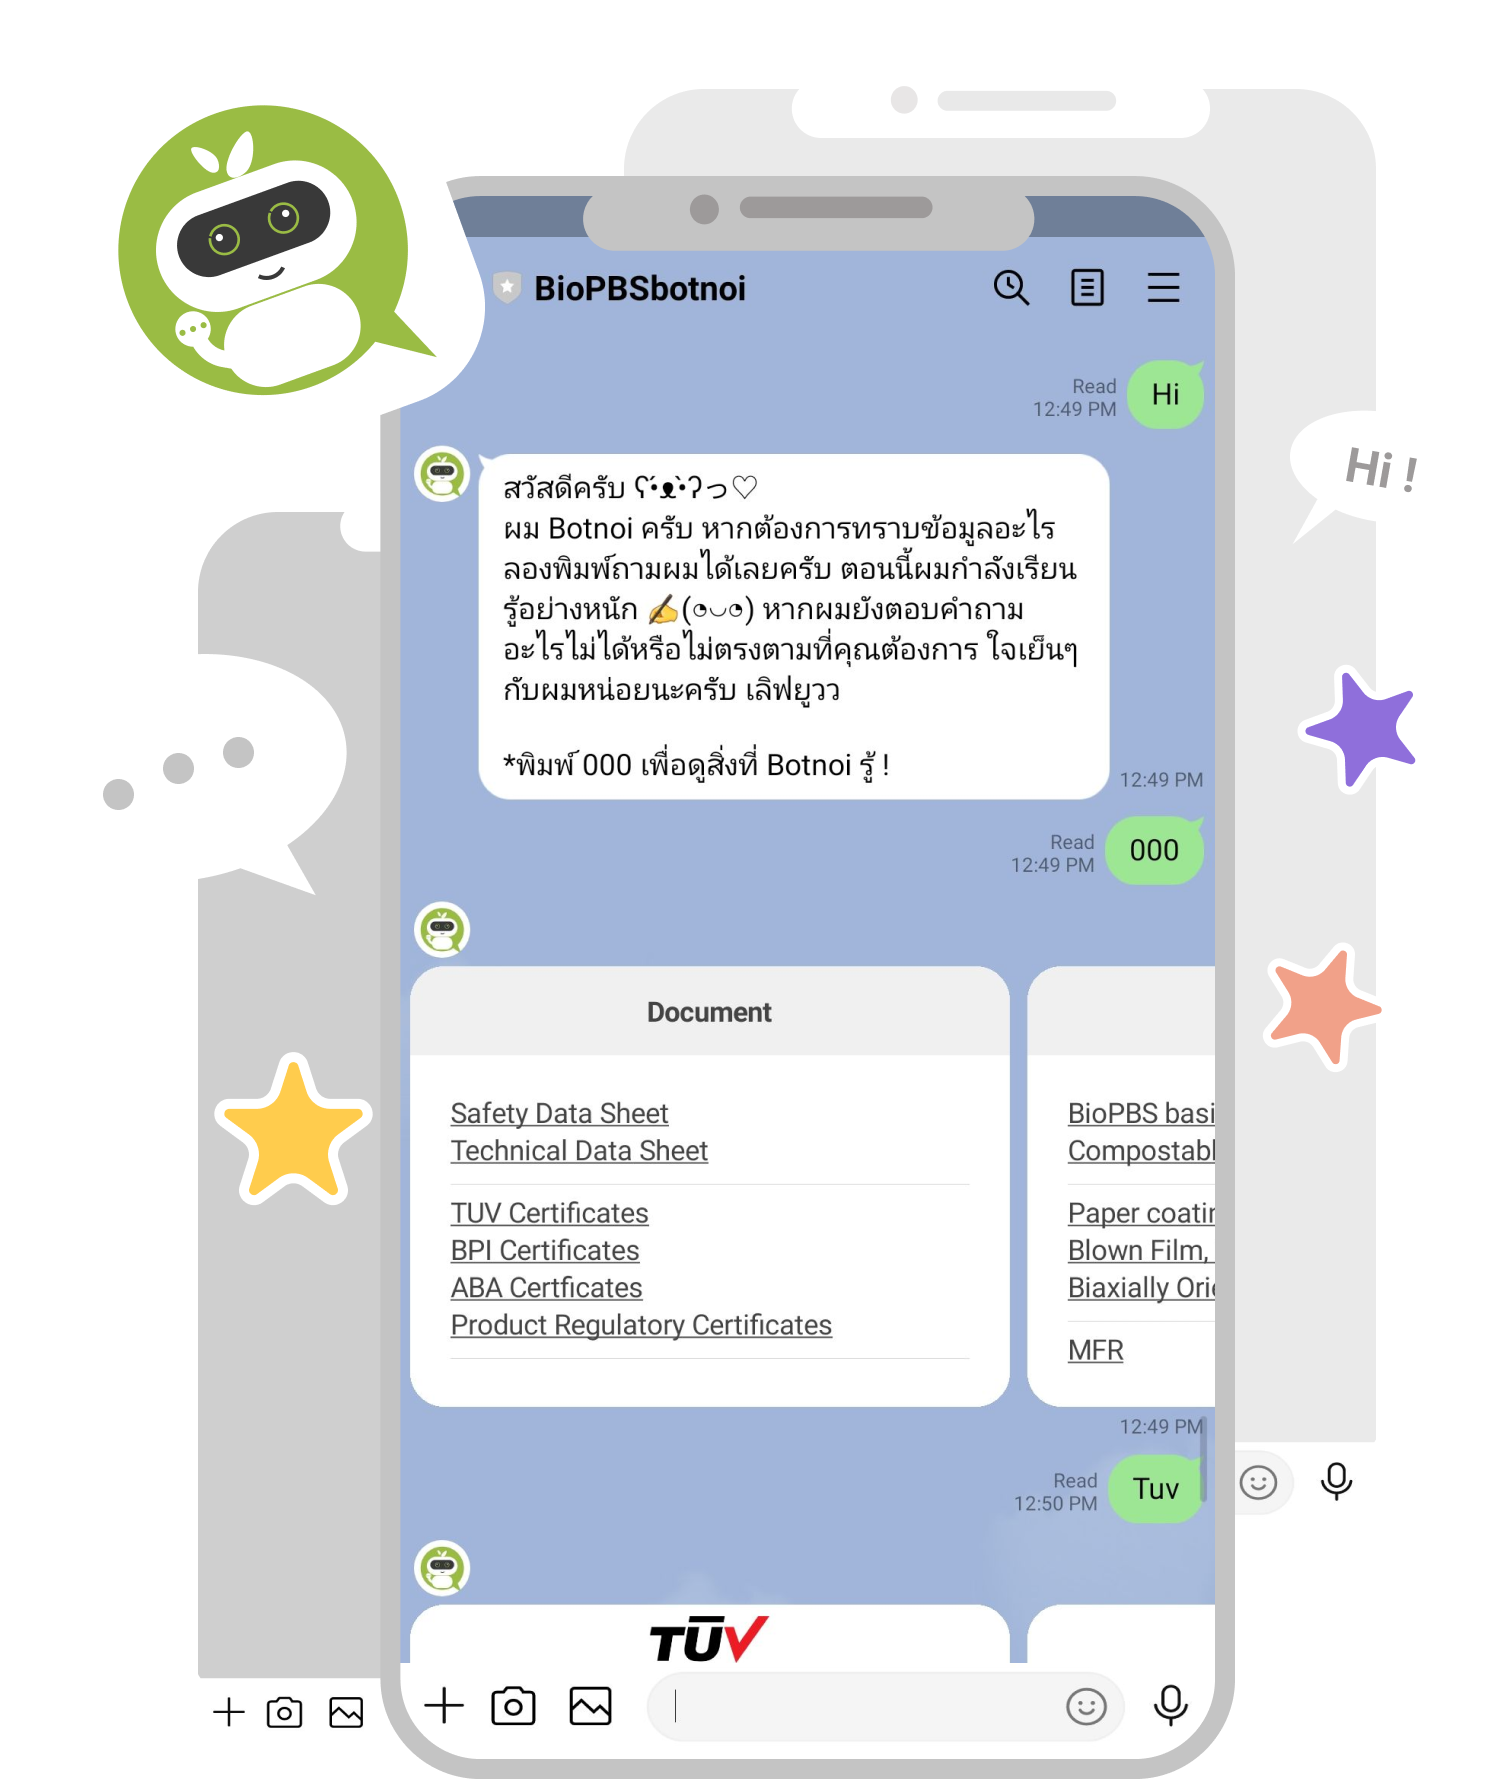 BioPBSbotnoi
Read
12:49 PM
Hi
Hi !
สวัสดีครับ ʕ•́ᴥ•̀ʔっ♡
ผม Botnoi ครับ หากต้องการทราบข้อมูลอะไร
ลองพิมพ์ถามผมได้เลยครับ ตอนนี้ผมกำลังเรียน
รู้อย่างหนัก ✍(◔◡◔) หากผมยังตอบคำถาม
อะไรไม่ได้หรือไม่ตรงตามที่คุณต้องการ ใจเย็นๆ
กับผมหน่อยนะครับ เลิฟยูวว
*พิมพ์ 000 เพื่อดูสิ่งที่ Botnoi รู้ !
12:49 PM
Read
12:49 PM
000
Document
Safety Data Sheet
Technical Data Sheet
TUV Certificates
BPI Certificates
ABA Certficates
Product Regulatory Certificates
BioPBS basi
Compostabl
Paper coatin
Blown Film,
Biaxially Orie
MFR
12:49 PM
Read
12:50 PM
Tuv
TÜV